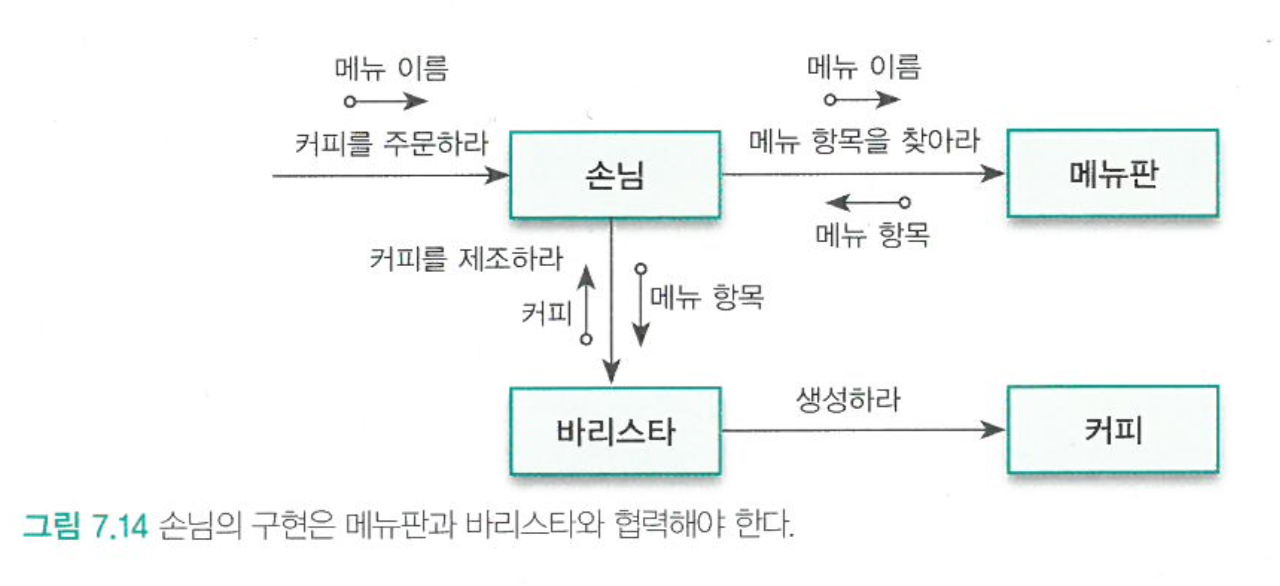 메뉴 이름
메뉴 이름
커피를 주문하라
손님
메뉴 항목을 찾아라
메뉴판
메뉴 항목
커피를 제조하라
커피
메뉴 항목
바리스타
생성하라
커피
그림 7.14 손님의 구현은 메뉴판과 바리스타와 협력해야 한다.